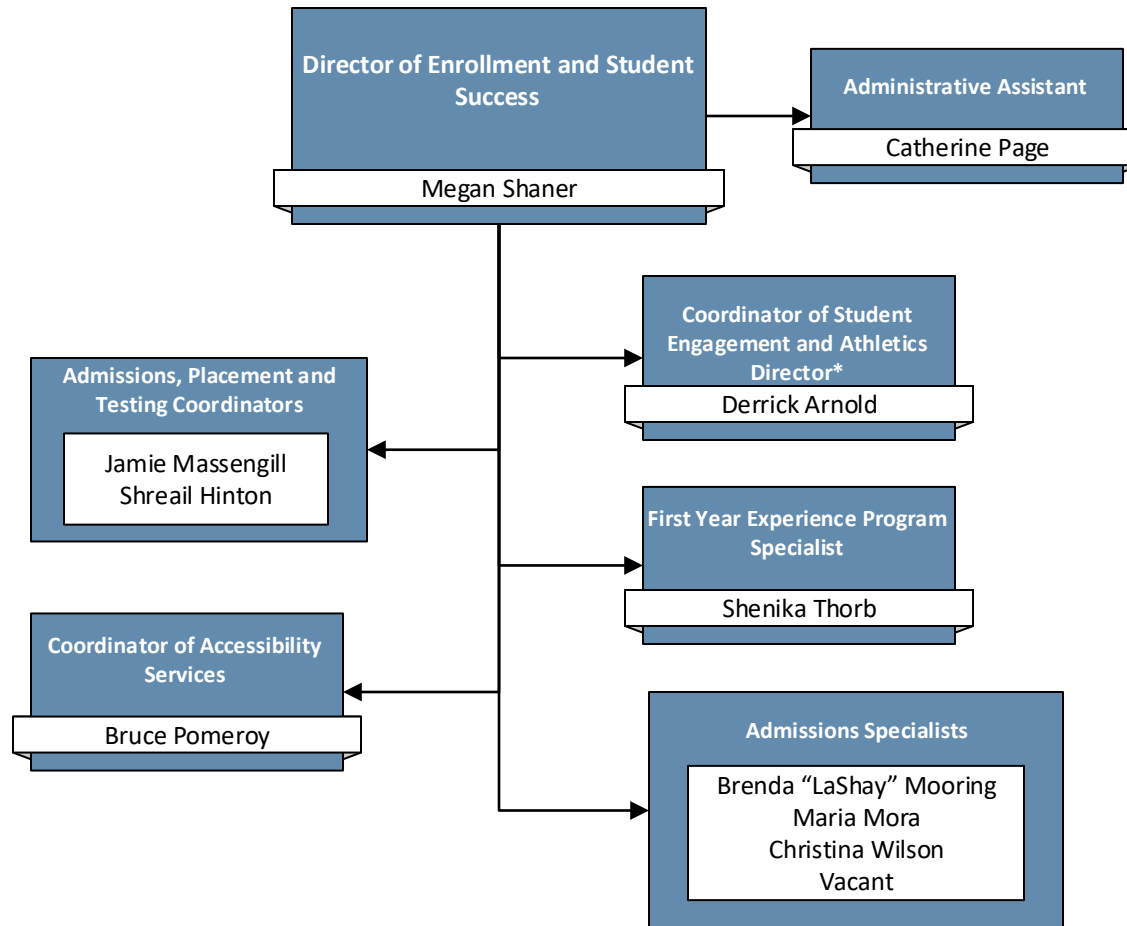 Director of Enrollment and Student
Success
Megan Shaner
Administrative Assistant
Catherine Page
Coordinator of Student
Engagement and Athletics
Director*
Derrick Arnold
Admissions, Placement and
Testing Coordinators
Jamie Massengill
Shreail Hinton
First Year Experience Program
Specialist
Shenika Thorb
Coordinator of Accessibility
Services
Bruce Pomeroy
Admissions Specialists
Brenda “LaShay” Mooring
Maria Mora
Christina Wilson
Vacant